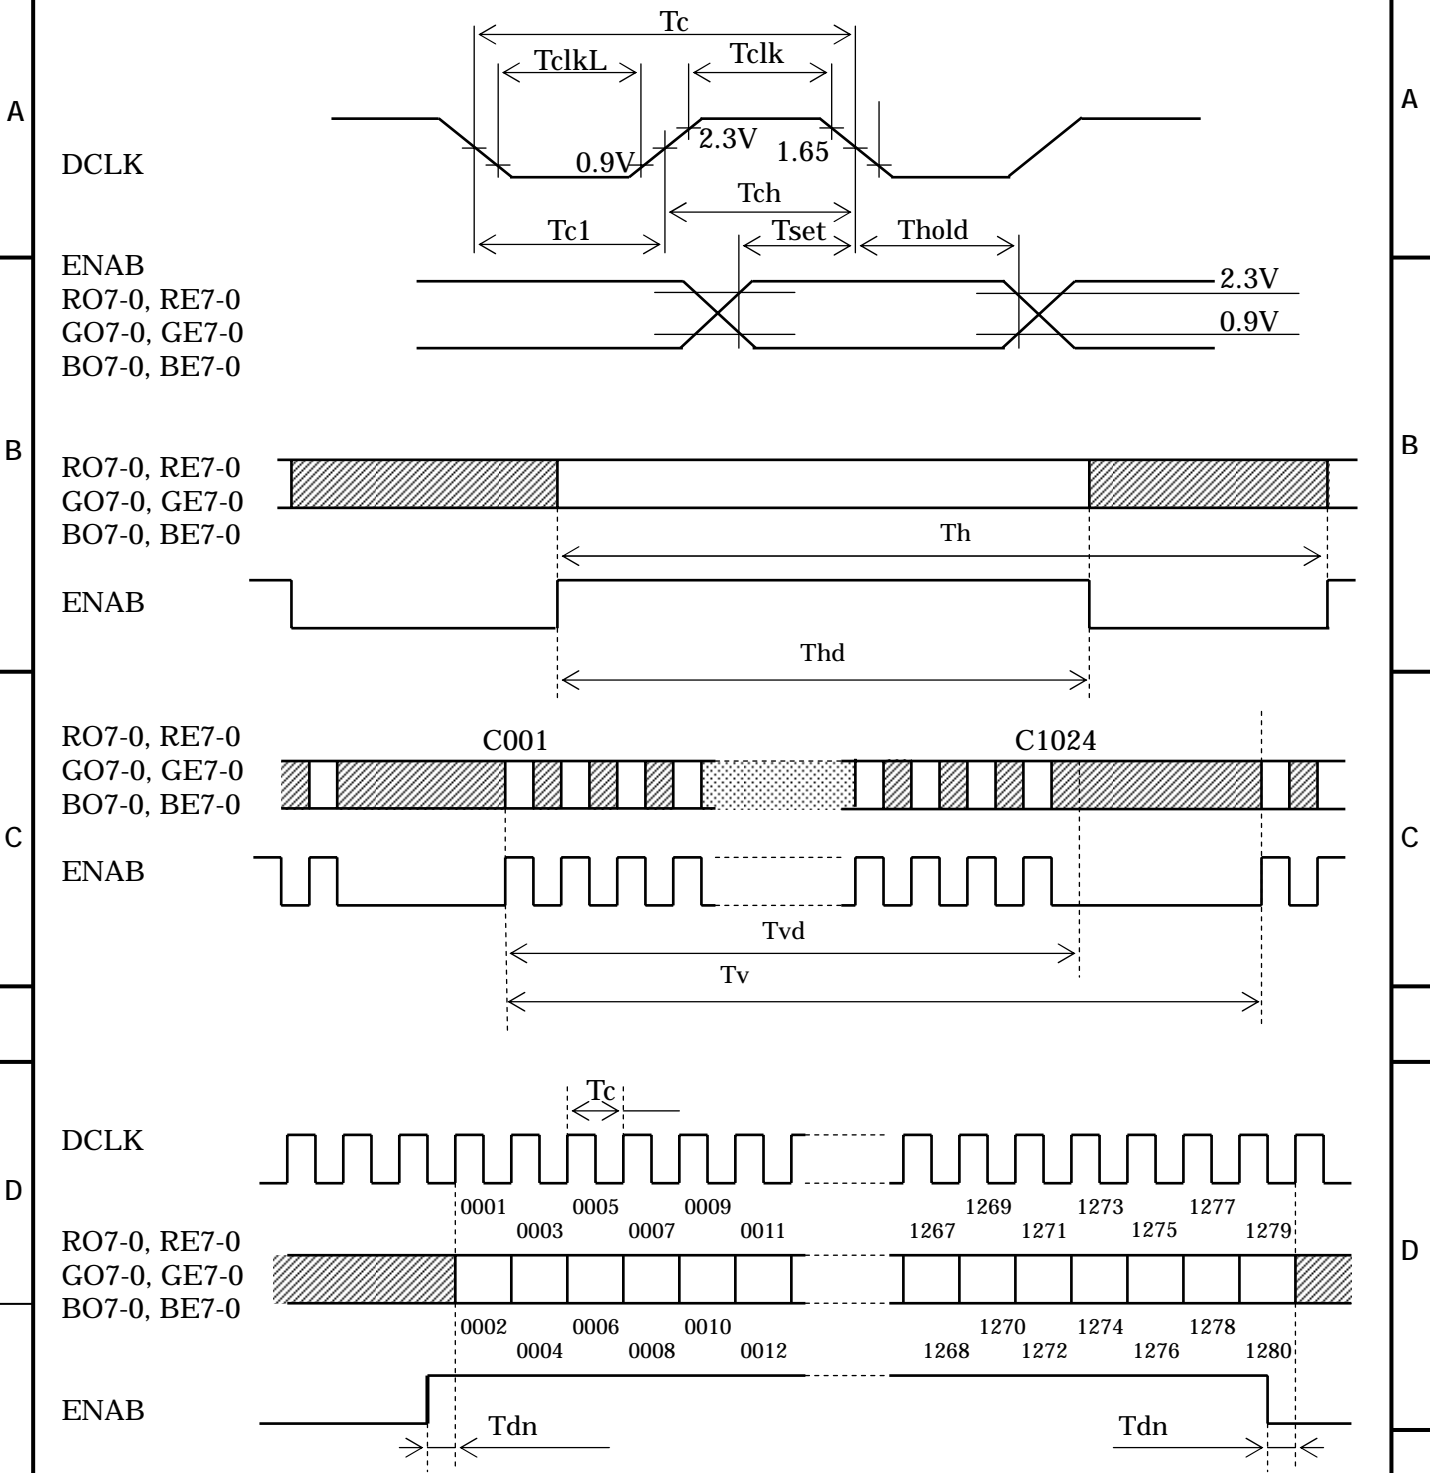 Tc
TclkL Tclk
A A
2.3V
DCLK 0.9V 1.65
Tch
Tc1 Tset Thold
ENAB
RO7-0, RE7-0 2.3V
GO7-0, GE7-0 0.9V
BO7-0, BE7-0
B B
RO7-0, RE7-0
GO7-0, GE7-0
BO7-0, BE7-0 Th
ENAB
Thd
RO7-0, RE7-0 C001 C1024
GO7-0, GE7-0
BO7-0, BE7-0
C C
ENAB
Tvd
Tv
Tc
DCLK
D D
0001 0005 0009 1269 1273 1277
0003 0007 0011 1267 1271 1275 1279
RO7-0, RE7-0
GO7-0, GE7-0
BO7-0, BE7-0
0002 0006 0010 1270 1274 1278
0004 0008 0012 1268 1272 1276 1280
ENAB
Tdn Tdn